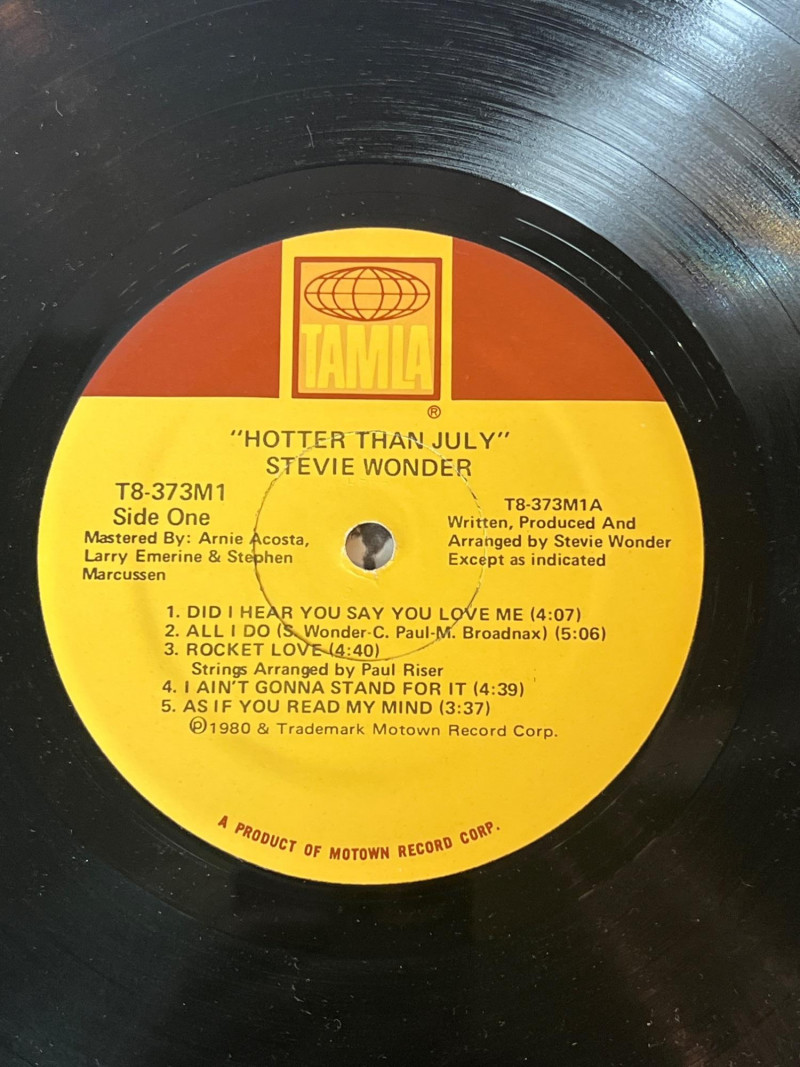 TAMLA
®
"HOTTER THAN JULY"
STEVIE WONDER
T8-373M1
Side One
Mastered By: Arnie Acosta,
Larry Emerine & Stephen
Marcussen
T8-373M1A
Written, Produced And
Arranged by Stevie Wonder
Except as indicated
1. DID I HEAR YOU SAY YOU LOVE ME (4:07)
2. ALL I DO (S. Wonder-C. Paul-M. Broadnax) (5:06)
3. ROCKET LOVE (4:40)
Strings Arranged by Paul Riser
4. I AIN'T GONNA STAND FOR IT (4:39)
5. AS IF YOU READ MY MIND (3:37)
℗1980 & Trademark Motown Record Corp.
A PRODUCT OF MOTOWN RECORD CORP.